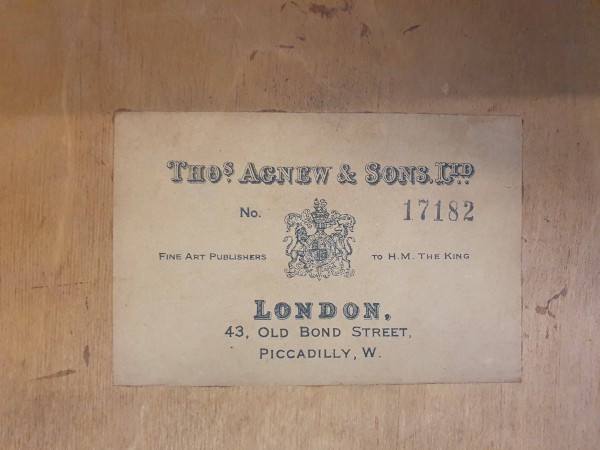 THOS. AGNEW & SONS. LTD.
No. 17182
FINE ART PUBLISHERS TO H.M. THE KING
LONDON,
43, OLD BOND STREET,
PICCADILLY, W.